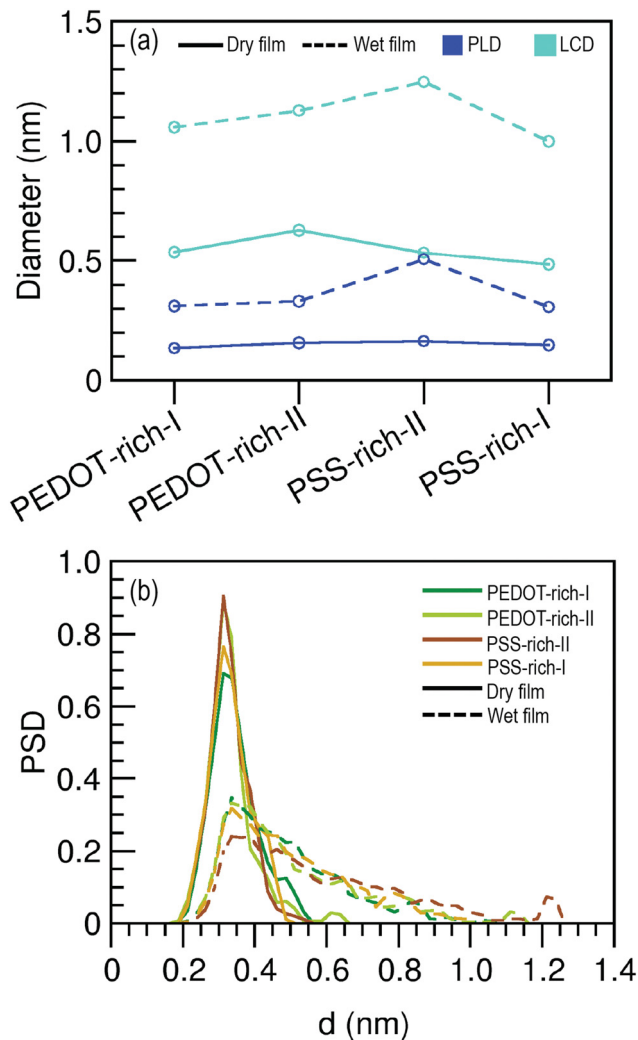 (a) Dry film Wet film PLD LCD
1.5
1.0
0.5
0
Diameter (nm)
PEDOT-rich-I
PEDOT-rich-II
PSS-rich-II
PSS-rich-I
(b)
PEDOT-rich-I
PEDOT-rich-II
PSS-rich-II
PSS-rich-I
Dry film
Wet film
1.0
0.8
0.6
0.4
0.2
0
PSD
0 0.2 0.4 0.6 0.8 1.0 1.2 1.4
d (nm)